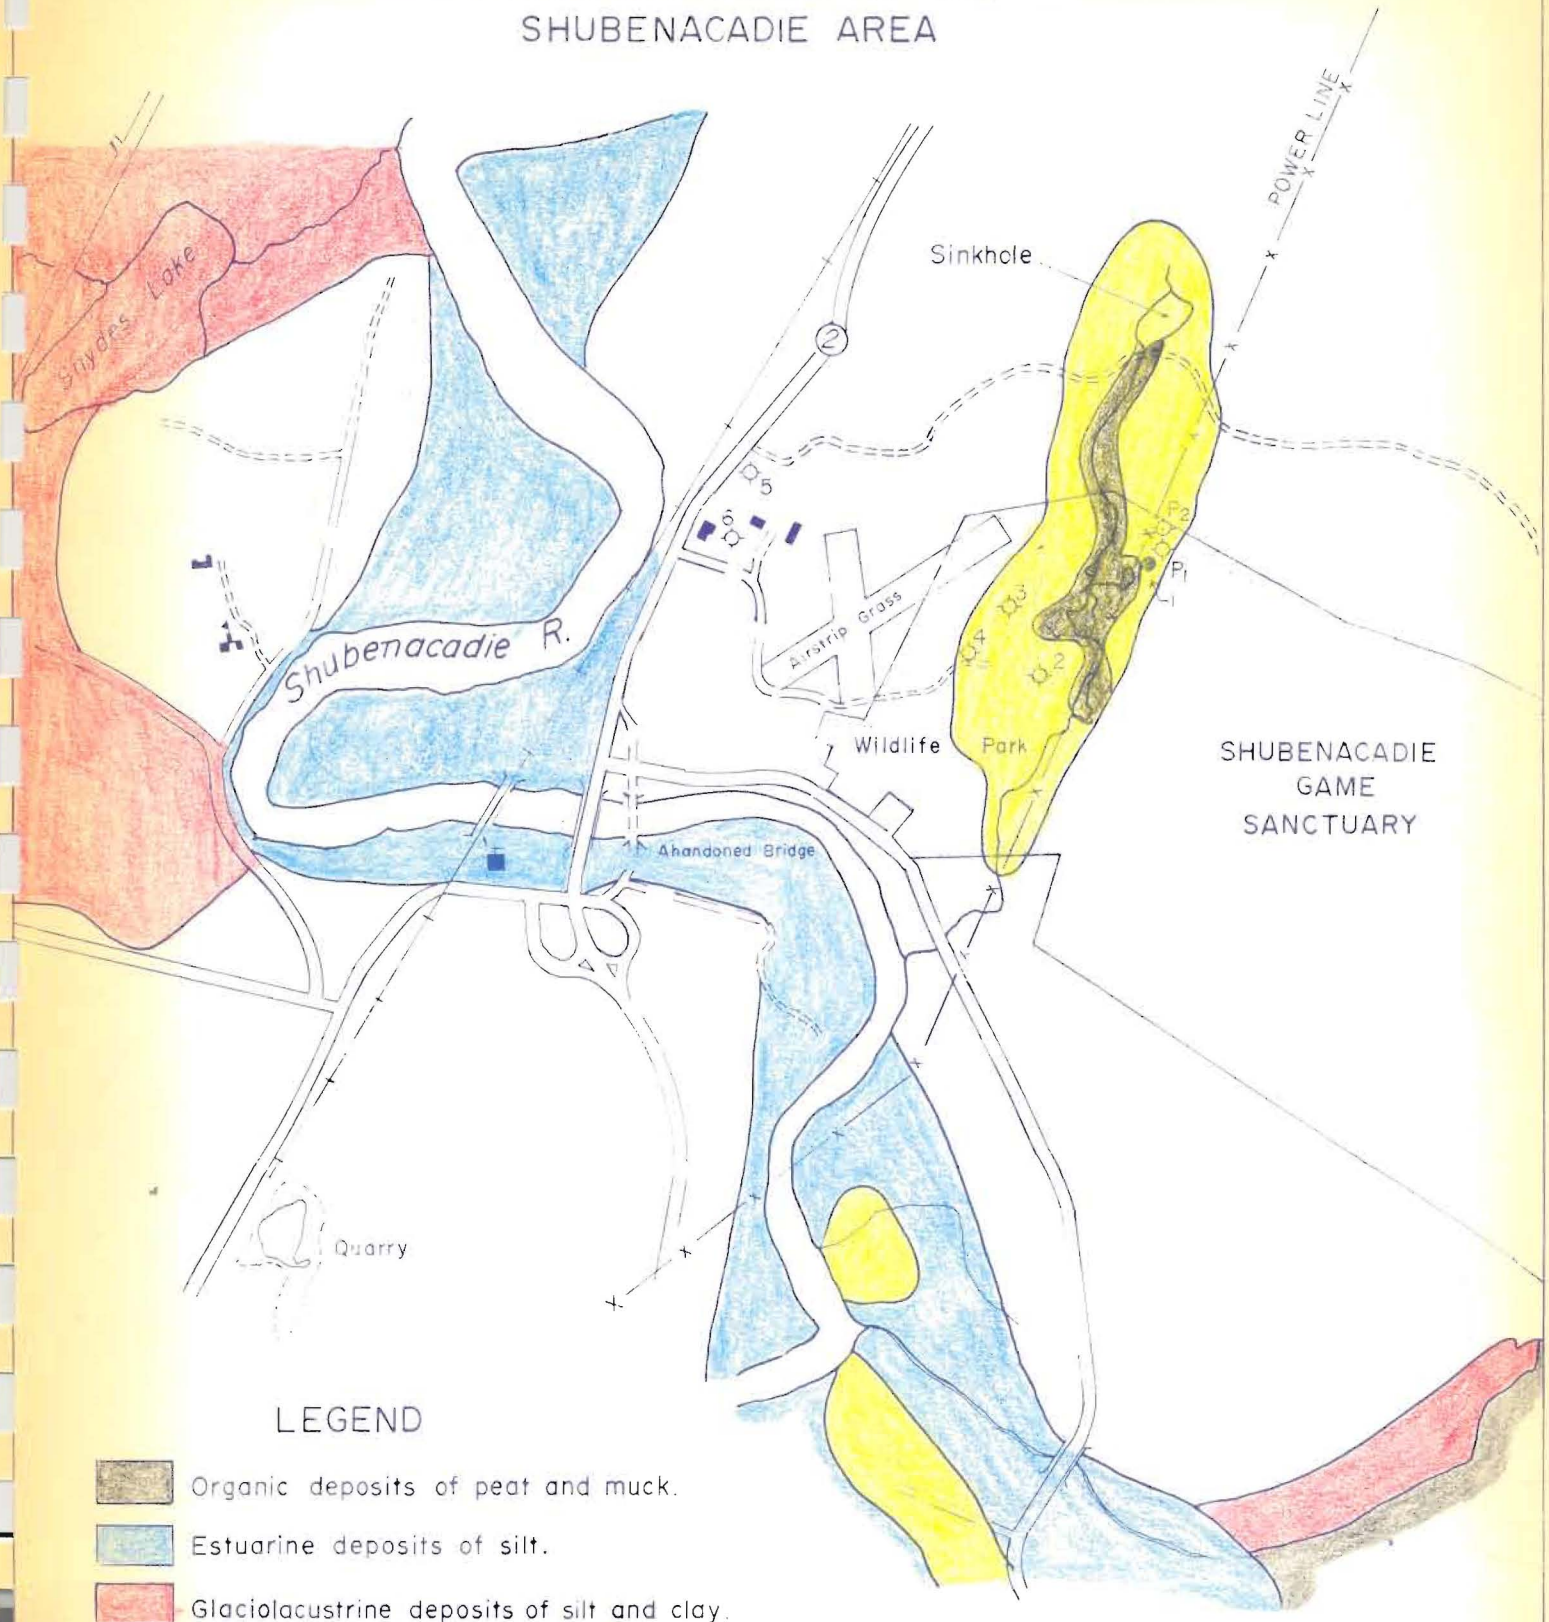 SHUBENACADIE AREA
POWER LINE
Sinkhole
Snydes Lake
2
5
6
P2
P1
L1
3
4
2
Airstrip Grass
Shubenacadie R.
Wildlife Park
SHUBENACADIE
GAME
SANCTUARY
Abandoned Bridge
Quarry
LEGEND
Organic deposits of peat and muck.
Estuarine deposits of silt.
Glaciolacustrine deposits of silt and clay.